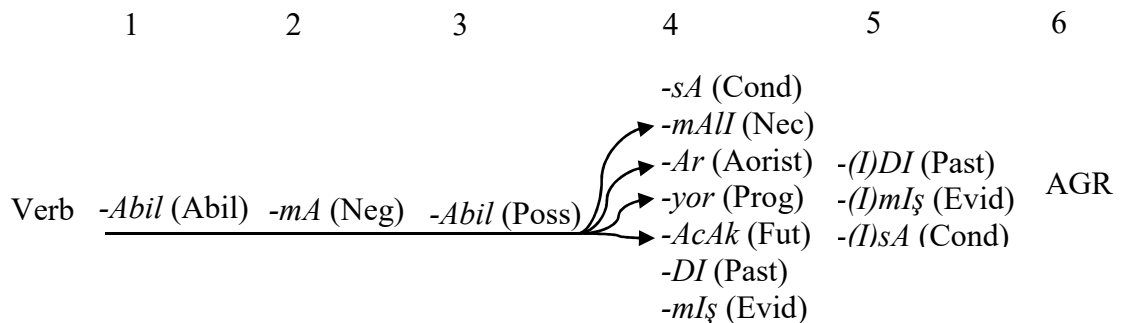 1 2 3 4 5 6
-sA (Cond)
-mAlI (Nec)
-Ar (Aorist) -(I)DI (Past)
AGR
Verb -Abil (Abil) -mA (Neg) -Abil (Poss) -yor (Prog) -(I)mIş (Evid)
-AcAk (Fut) -(I)sA (Cond)
-DI (Past)
-mIş (Evid)